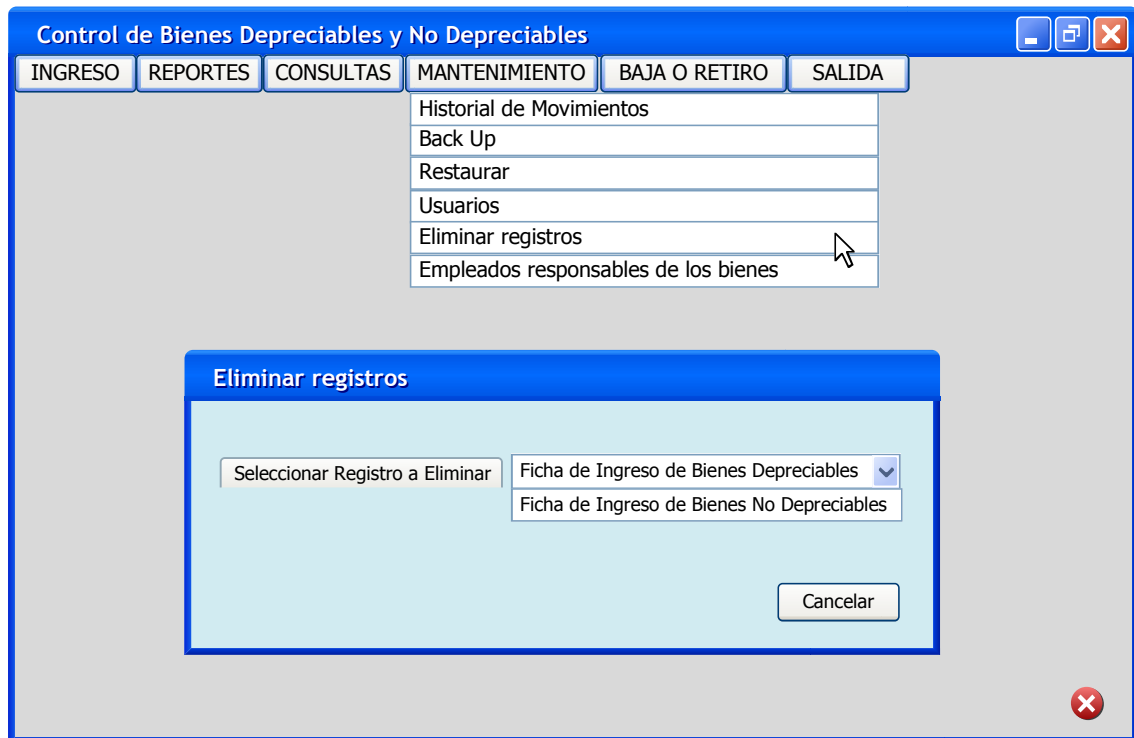 Control de Bienes Depreciables y No Depreciables
INGRESO REPORTES CONSULTAS MANTENIMIENTO BAJA O RETIRO SALIDA
Historial de Movimientos
Back Up
Restaurar
Usuarios
Eliminar registros
Empleados responsables de los bienes
Eliminar registros
Seleccionar Registro a Eliminar Ficha de Ingreso de Bienes Depreciables
Ficha de Ingreso de Bienes No Depreciables
Cancelar